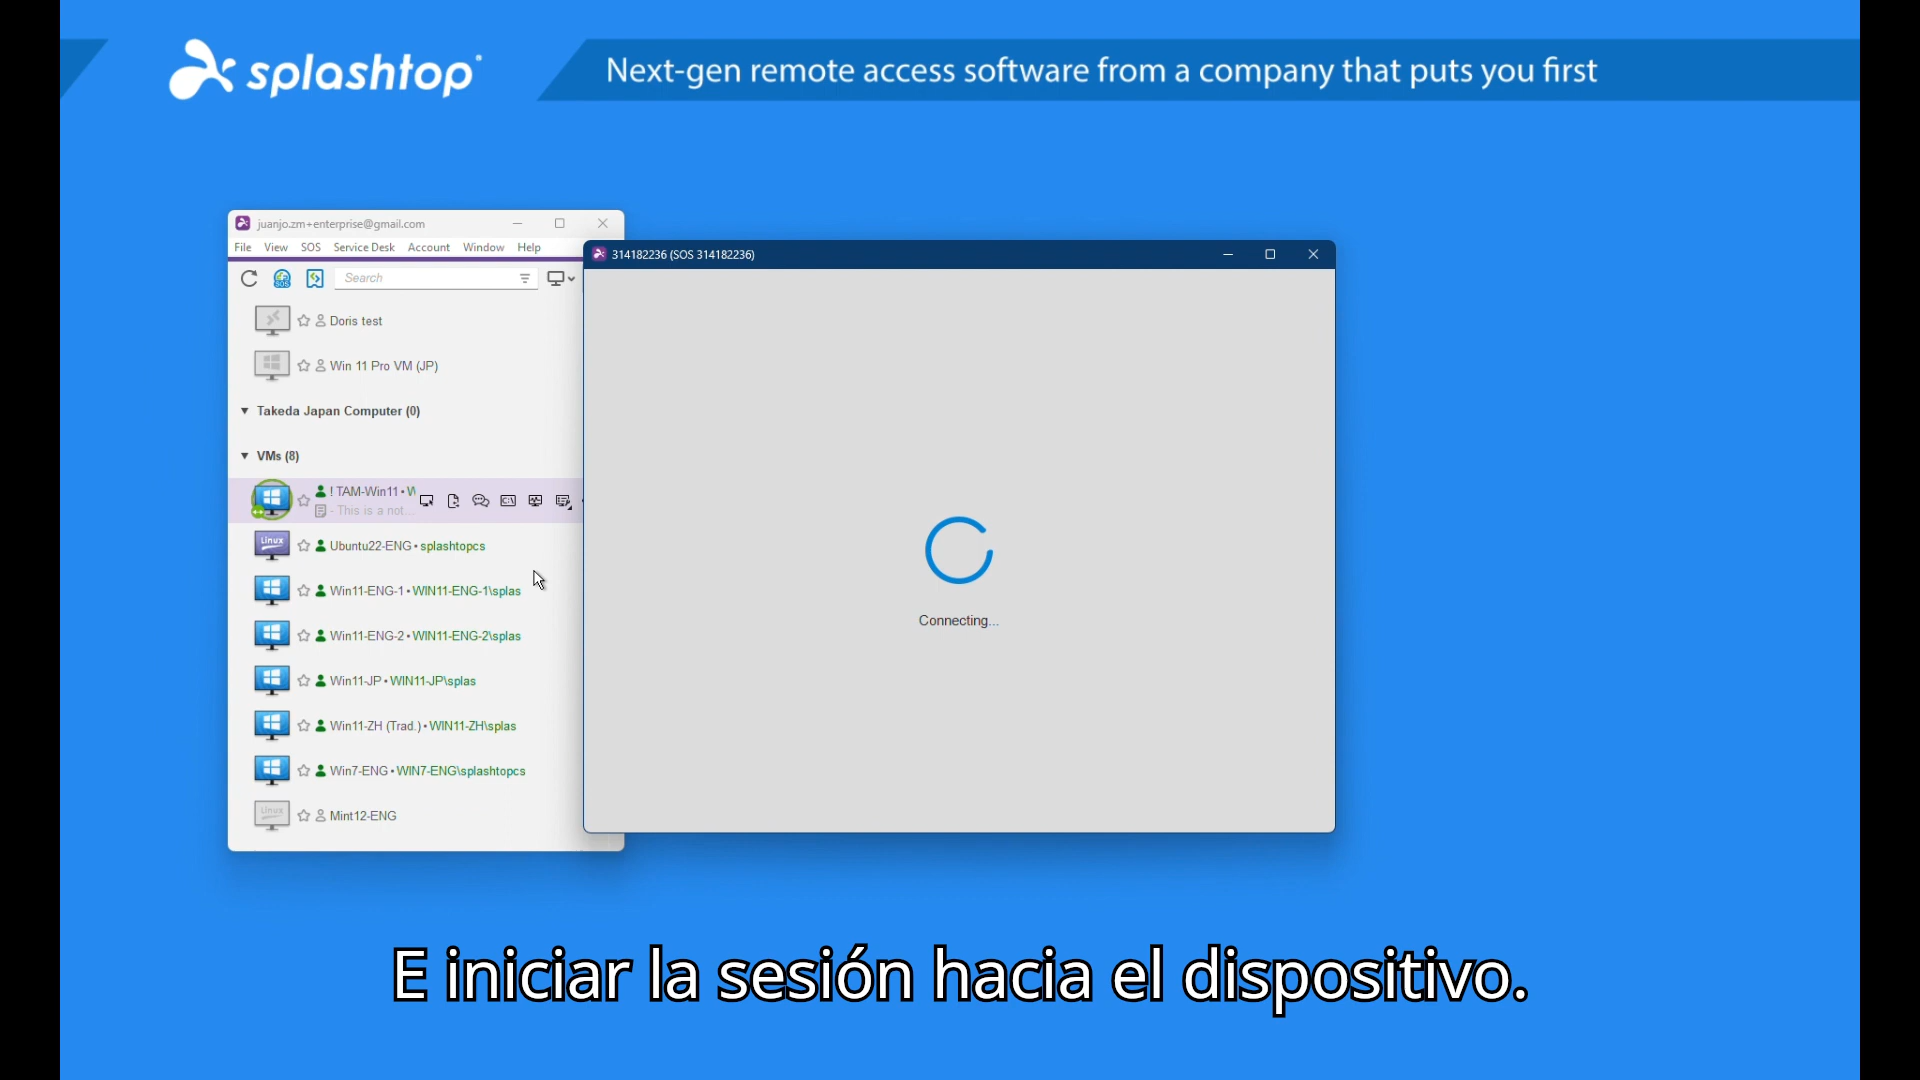 splashtop
Next-gen remote access software from a company that puts you first
juanjo.zm+enterprise@gmail.com
File View SOS Service Desk Account Window Help
314182236 (SOS 314182236)
SOS
Search
Doris test
Win 11 Pro VM (JP)
Takeda Japan Computer (0)
VMs (8)
! TAM-Win11 • W
- This is a not...
Linux
Ubuntu22-ENG • splashtopcs
Win11-ENG-1 • WIN11-ENG-1\splas
Win11-ENG-2 • WIN11-ENG-2\splas
Win11-JP • WIN11-JP\splas
Win11-ZH (Trad.) • WIN11-ZH\splas
Win7-ENG • WIN7-ENG\splashtopcs
Linux
Mint12-ENG
Connecting...
E iniciar la sesión hacia el dispositivo.